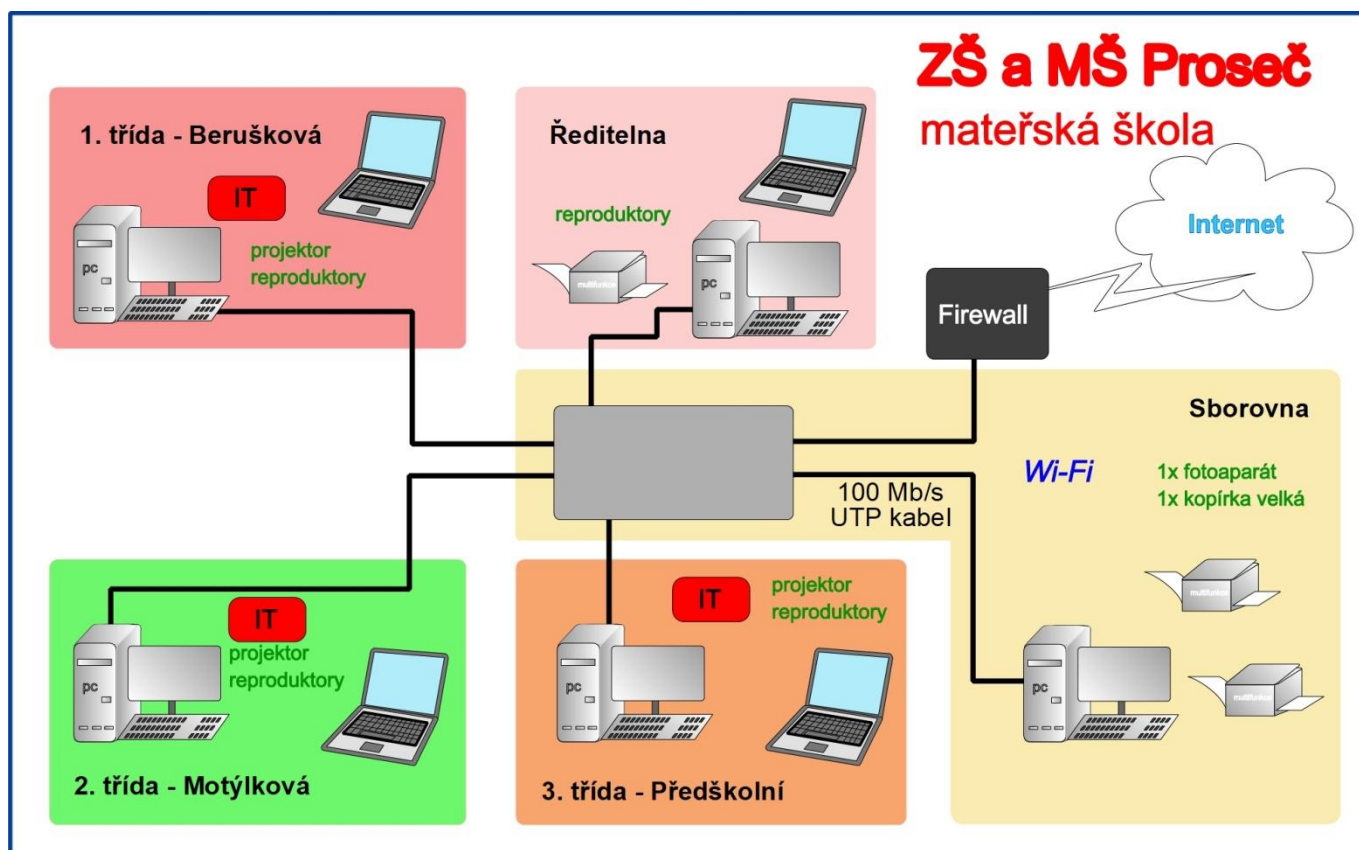 ZŠ a MŠ Proseč
mateřská škola
1. třída - Berušková
IT
projektor
reproduktory
pc
Ředitelna
reproduktory
multifunkce
pc
Internet
Firewall
Sborovna
Wi-Fi
1x fotoaparát
1x kopírka velká
100 Mb/s
UTP kabel
multifunkce
multifunkce
pc
IT
projektor
reproduktory
pc
2. třída - Motýlková
IT
projektor
reproduktory
pc
3. třída - Předškolní